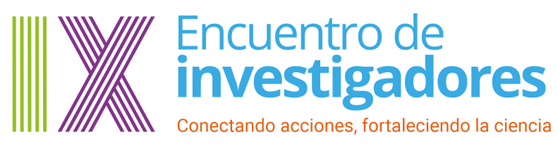 IX
Encuentro de
investigadores
Conectando acciones, fortaleciendo la ciencia